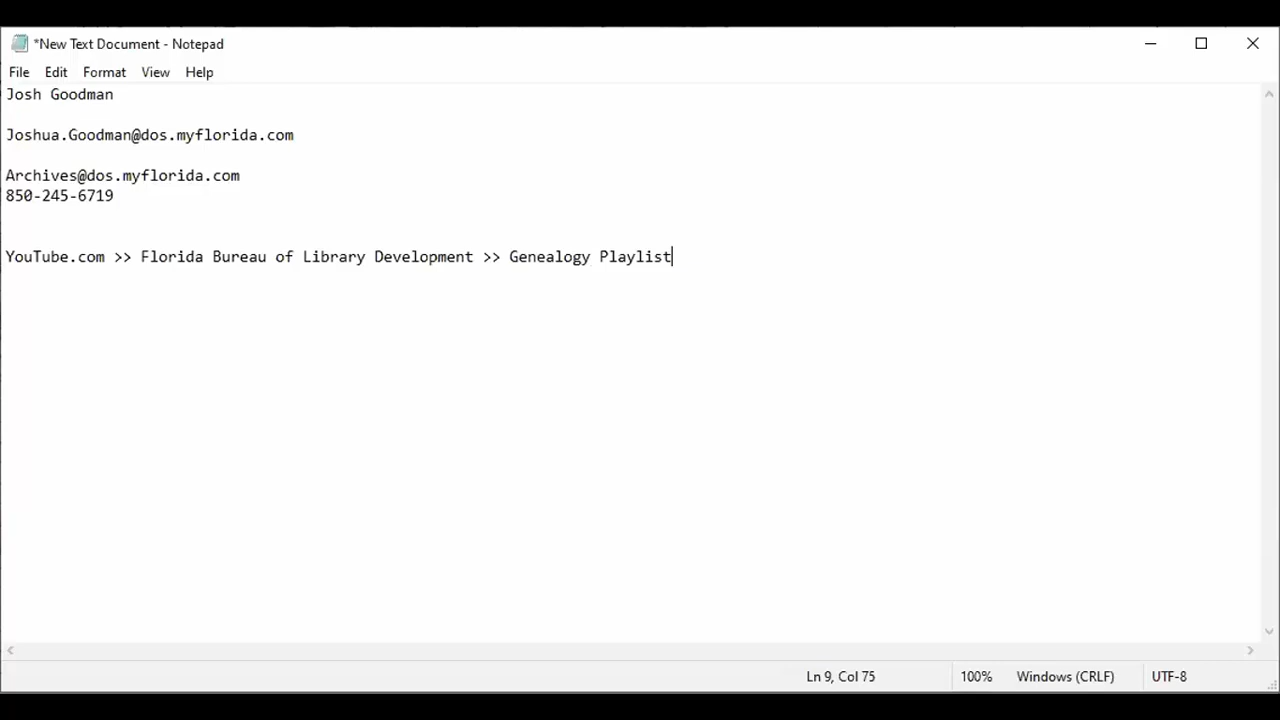 *New Text Document - Notepad
File Edit Format View Help
Josh Goodman
Joshua.Goodman@dos.myflorida.com
Archives@dos.myflorida.com
850-245-6719
YouTube.com >> Florida Bureau of Library Development >> Genealogy Playlist
Ln 9, Col 75 100% Windows (CRLF) UTF-8